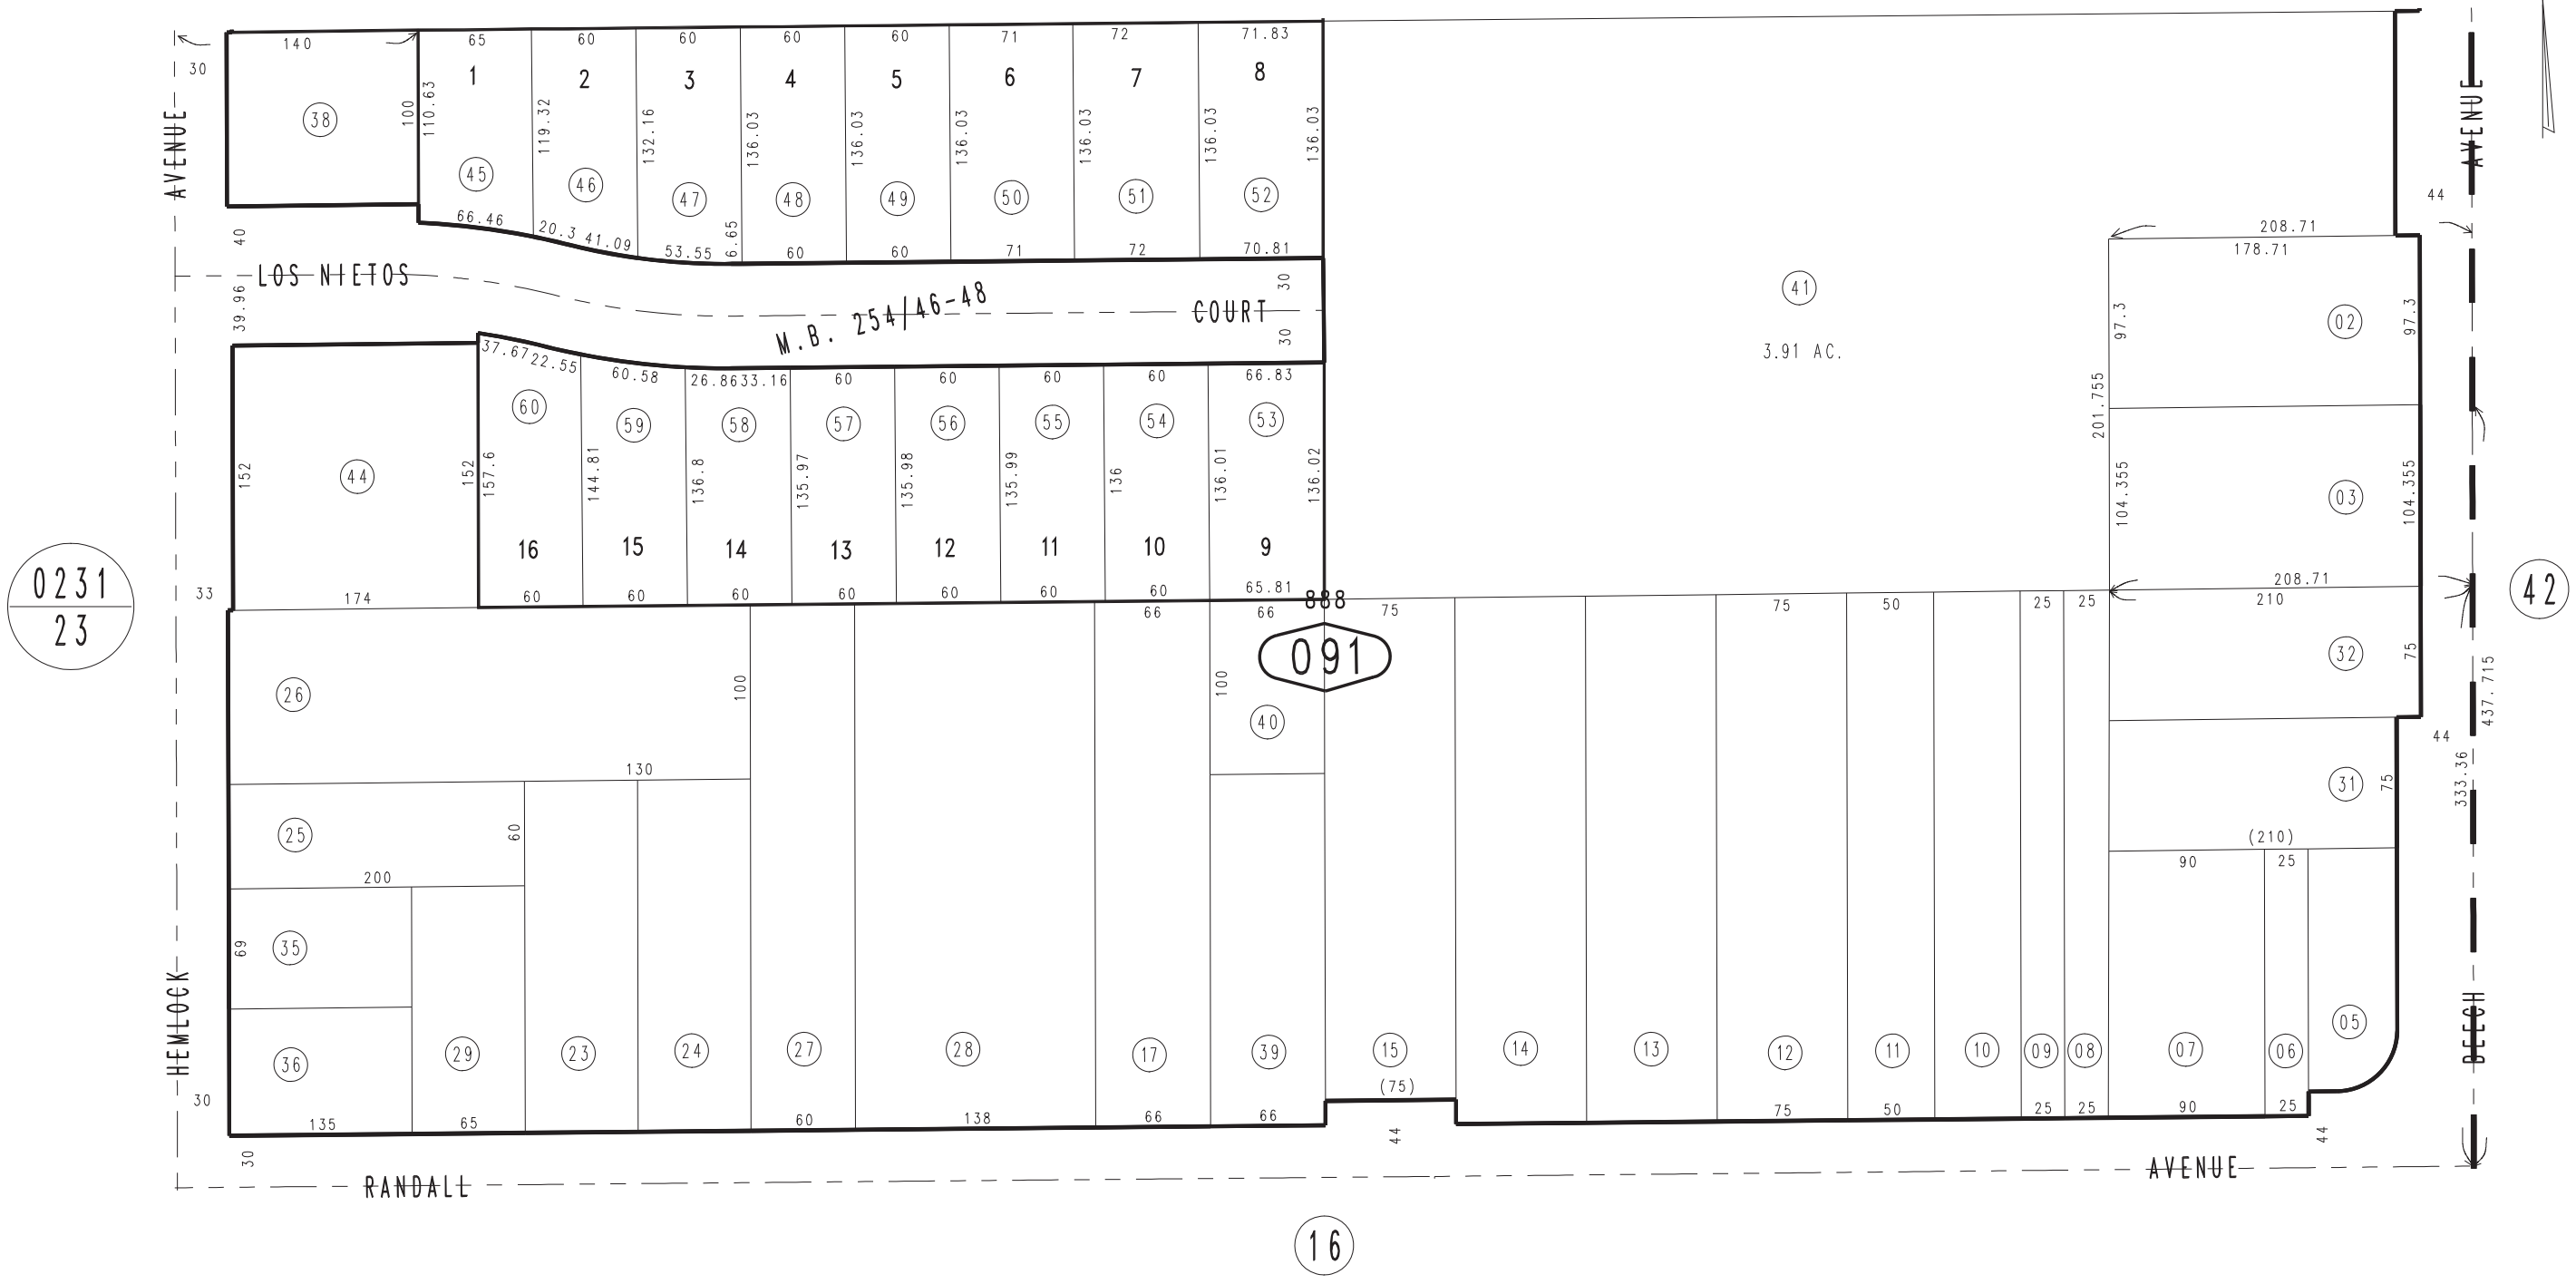 140 65 60 60 60 60 71 72 71.83
30 1 2 3 4 5 6 7 8
AVENUE 38 100 110.63 119.32 132.16 136.03 136.03 136.03 136.03 136.03 136.03 AVENUE
45 46 47 48 49 50 51 52 44
66.46 20.3 41.09 53.55 6.65 60 60 71 72 70.81 208.71
40 178.71
LOS NIETOS 30 41
39.96 M.B. 254/46-48 COURT 30 97.3 02 97.3
3.91 AC.
37.67 22.55 60.58 26.86 33.16 60 60 60 60 66.83
60 59 58 57 56 55 54 53 201.755
44 152 152 157.6 144.81 136.8 135.97 135.98 135.99 136 136.01 136.02 104.355 03 104.355
16 15 14 13 12 11 10 9
0231 33 174 60 60 60 60 60 60 60 65.81 208.71 42
23
888 66 66 75 75 50 25 25 210
091
26 100 100 40 32 75 437.715
44
130 31 75 333.36
25 60 (210)
200 90 25
35 69
HEMLOCK 36 29 23 24 27 28 17 39 15 14 13 12 11 10 09 08 07 06 05 BEECH
30 (75)
135 65 60 138 66 66 75 50 25 25 90 25
30 44 44
RANDALL AVENUE
16